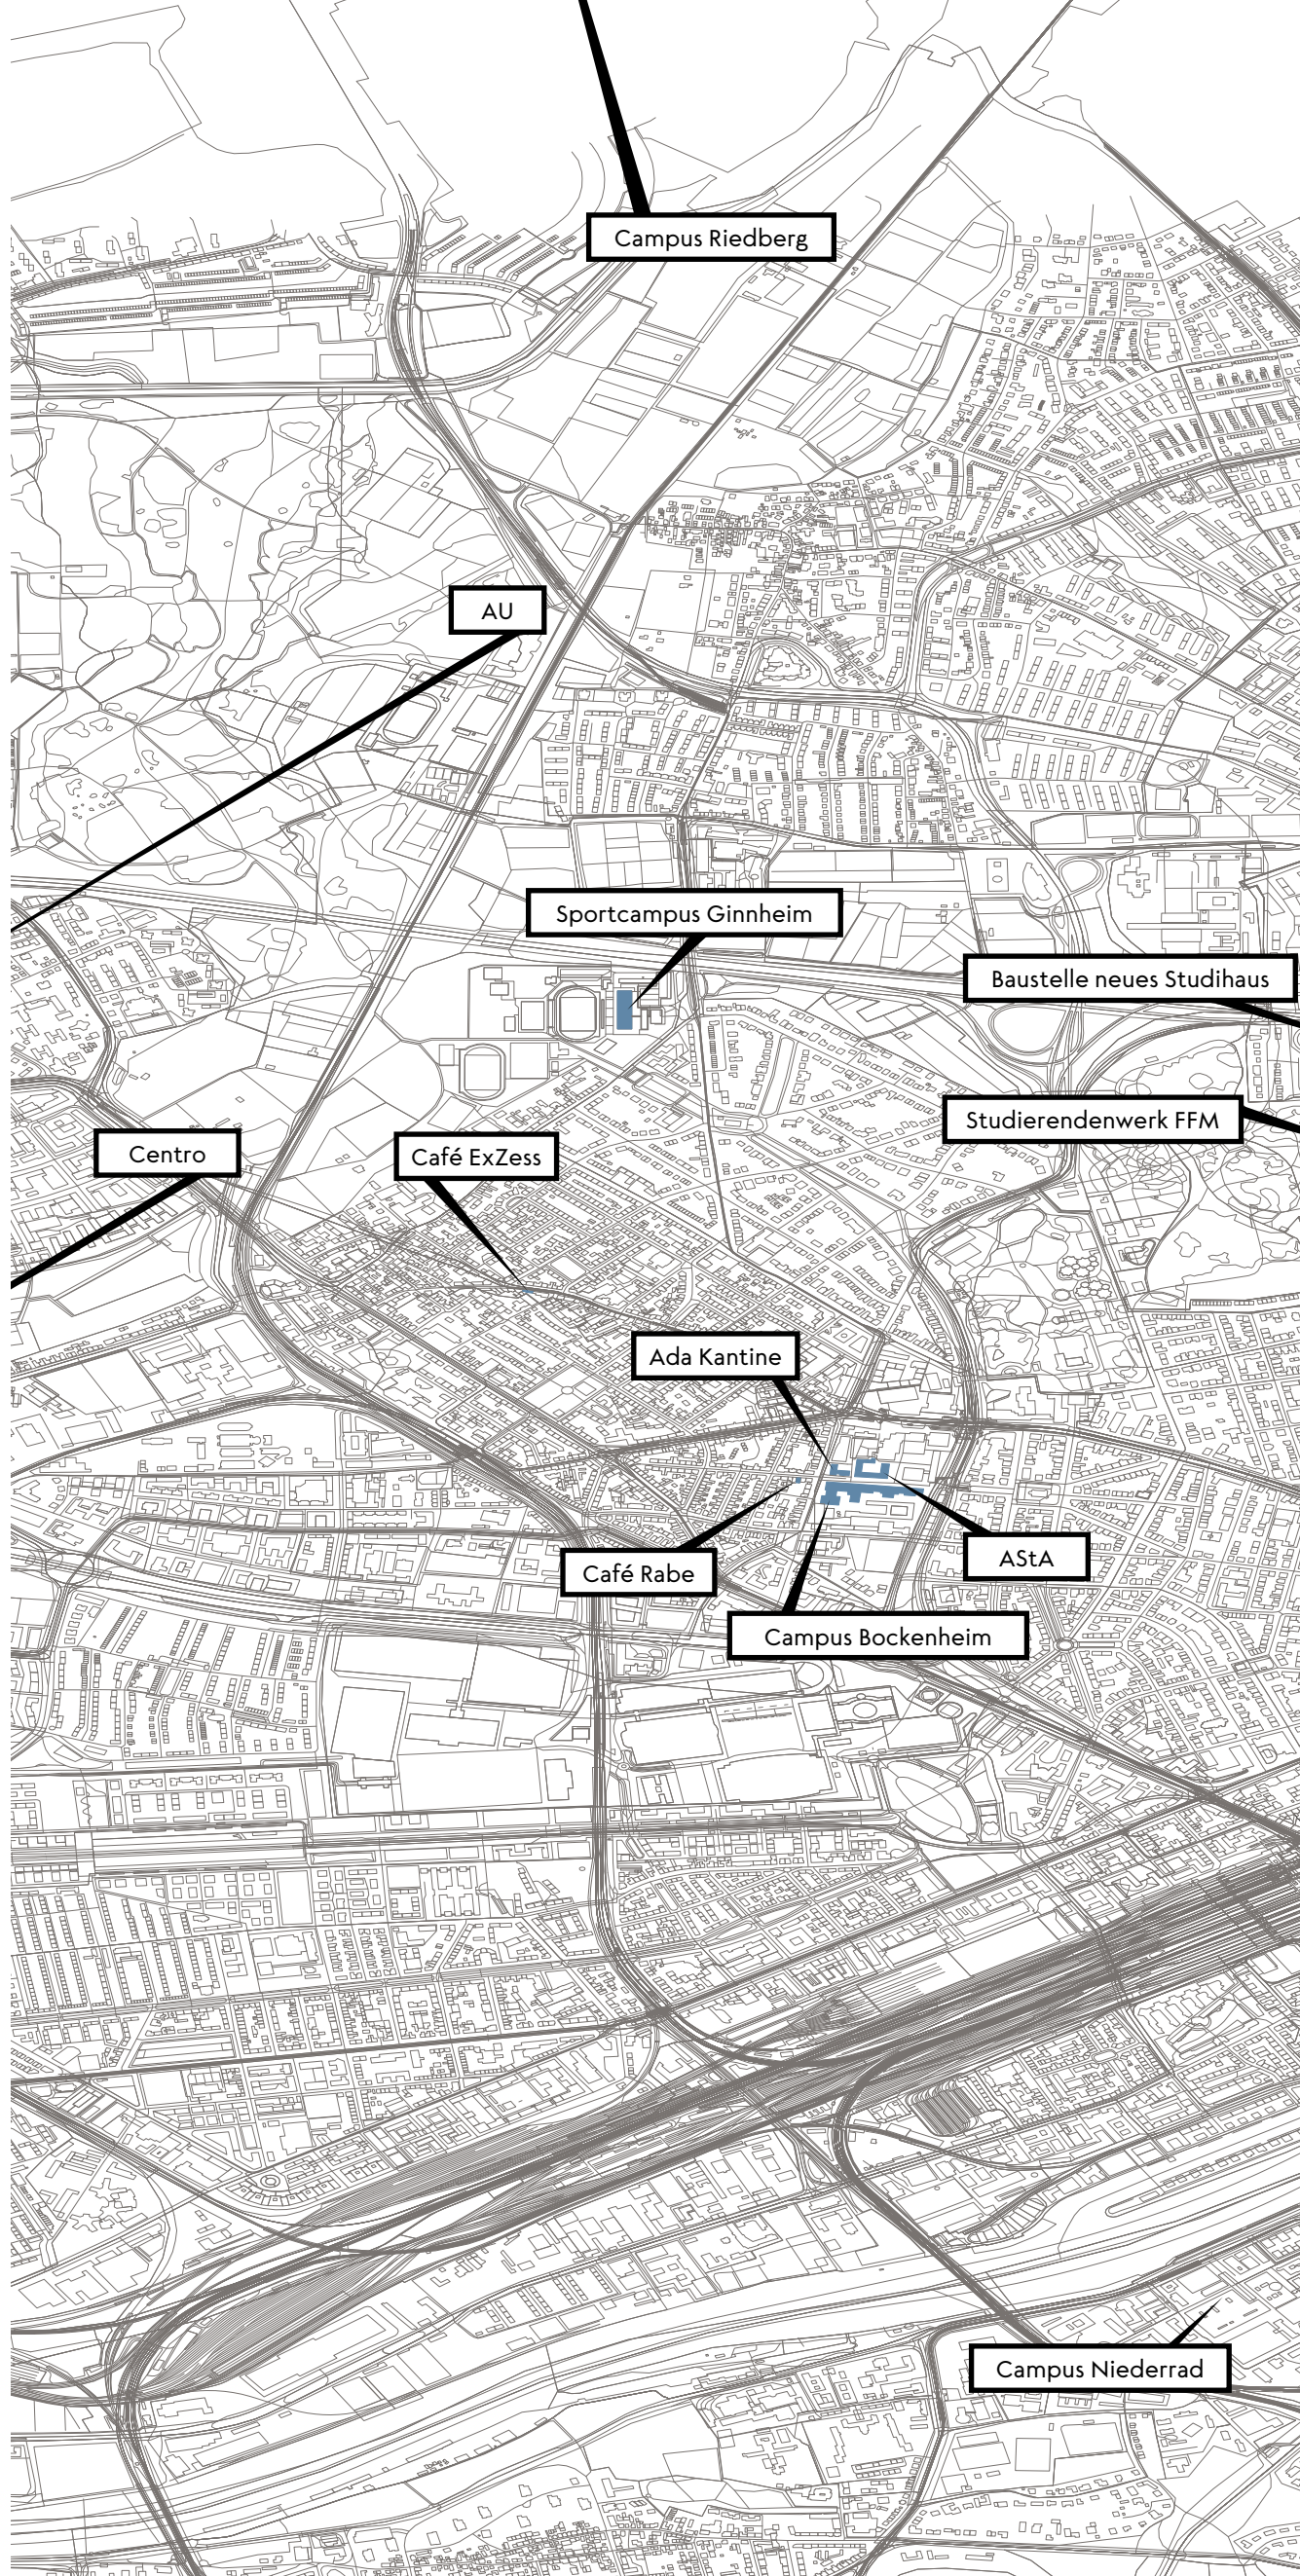 Campus Riedberg
AU
Sportcampus Ginnheim
Baustelle neues Studihaus
Studierendenwerk FFM
Centro
Café ExZess
Ada Kantine
AStA
Café Rabe
Campus Bockenheim
Campus Niederrad